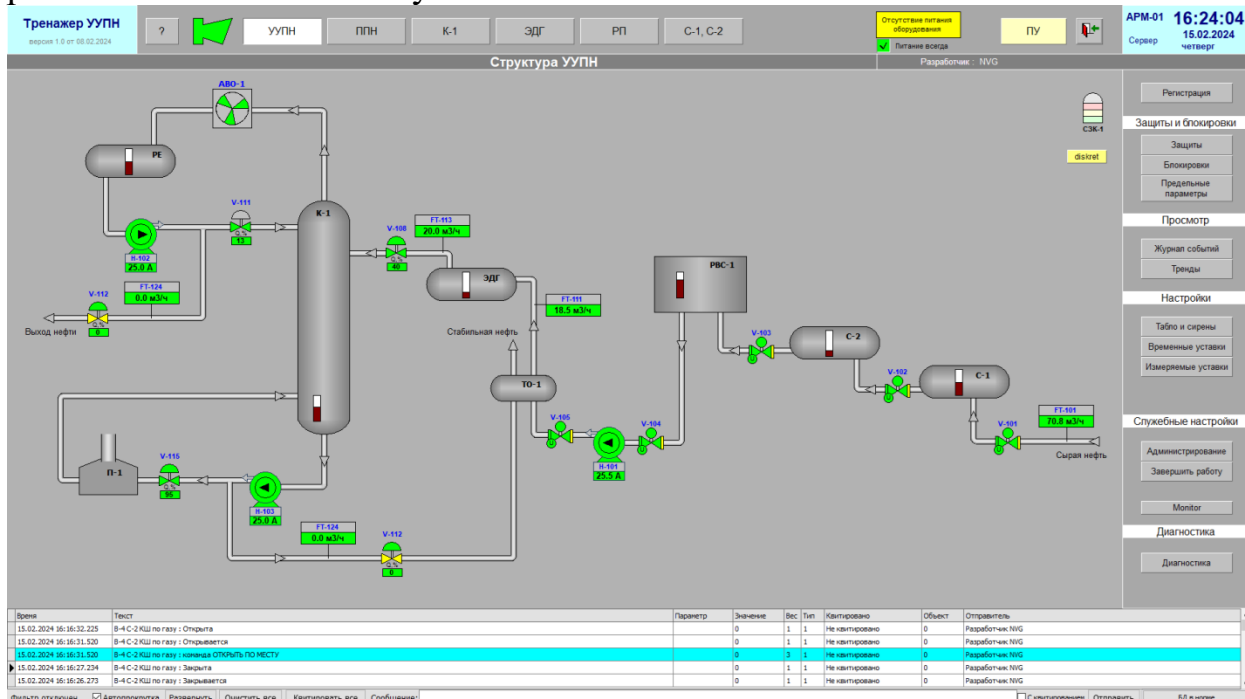 Тренажер УУПН
версия 1.0 от 08.02.2024
?
УУПН
ППН
К-1
ЭДГ
РП
С-1, С-2
Отсутствие питания
оборудования
Питание всегда
ПУ
АРМ-01 16:24:04
Сервер 15.02.2024
четверг
Структура УУПН
Разработчик : NVG
АВО-1
РЕ
V-111
Q,%
13
К-1
Н-102
25.0 А
FT-124
0.0 м3/ч
V-112
Q,%
0
Выход нефти
V-108
Q,%
40
FT-113
20.0 м3/ч
ЭДГ
FT-111
18.5 м3/ч
Стабильная нефть
ТО-1
РВС-1
V-103
С-2
V-102
С-1
FT-101
70.8 м3/ч
V-101
Сырая нефть
V-105
V-104
Н-101
25.5 А
П-1
V-115
Q,%
95
Н-103
25.0 А
FT-124
0.0 м3/ч
V-112
Q,%
0
СЗК-1
diskret
Регистрация
Защиты и блокировки
Защиты
Блокировки
Предельные
параметры
Просмотр
Журнал событий
Тренды
Настройки
Табло и сирены
Временные уставки
Измеряемые уставки
Служебные настройки
Администрирование
Завершить работу
Monitor
Диагностика
Диагностика
Время Текст Параметр Значение Вес Тип Квитировано Объект Отправитель
15.02.2024 16:16:32.225 В-4 С-2 КШ по газу : Открыта 0 1 1 Не квитировано 0 Разработчик NVG
15.02.2024 16:16:31.520 В-4 С-2 КШ по газу : Открывается 0 1 1 Не квитировано 0 Разработчик NVG
15.02.2024 16:16:31.520 В-4 С-2 КШ по газу : команда ОТКРЫТЬ ПО МЕСТУ 0 3 1 Не квитировано 0 Разработчик NVG
15.02.2024 16:16:27.234 В-4 С-2 КШ по газу : Закрыта 0 1 1 Не квитировано 0 Разработчик NVG
15.02.2024 16:16:26.273 В-4 С-2 КШ по газу : Закрывается 0 1 1 Не квитировано 0 Разработчик NVG
Фильтр отключен Автопрокрутка Развернуть Очистить все Квитировать все Сообщение: С квитированием Отправить БД в норме